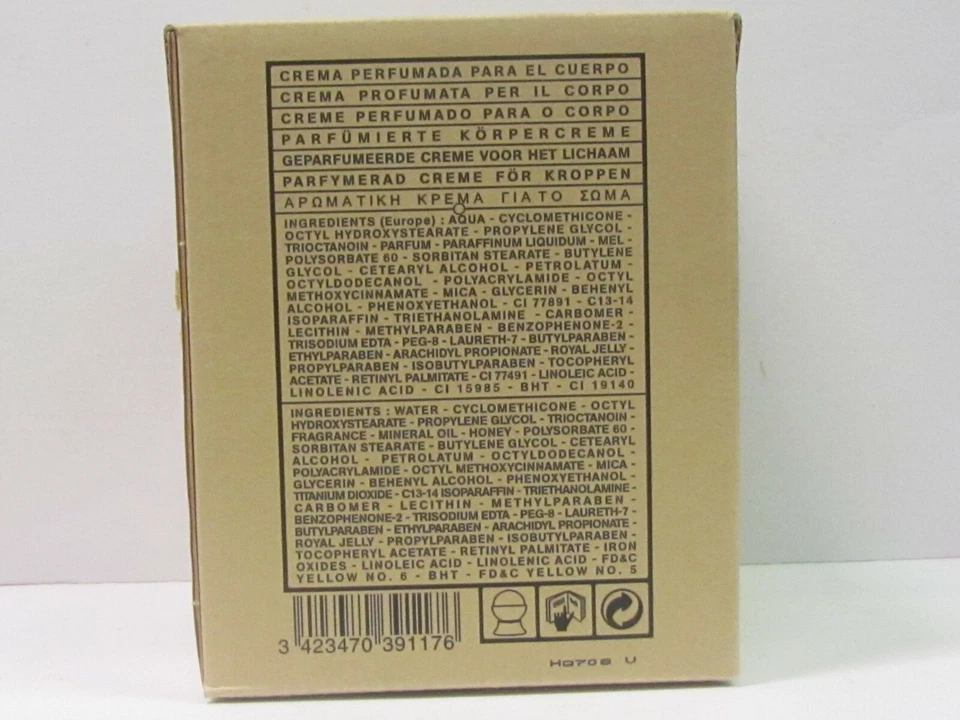 CREMA PERFUMADA PARA EL CUERPO
CREMA PROFUMATA PER IL CORPO
CREME PERFUMADO PARA O CORPO
PARFÜMIERTE KÖRPERCREME
GEPARFUMEERDE CREME VOOR HET LICHAAM
PARFYMERAD CREME FÖR KROPPEN
ΑΡΩΜΑΤΙΚΗ ΚΡΕΜΑ ΓΙΑ ΤΟ ΣΩΜΑ
INGREDIENTS (Europe) : AQUA - CYCLOMETHICONE -
OCTYL HYDROXYSTEARATE - PROPYLENE GLYCOL -
TRIOCTANOIN - PARFUM - PARAFFINUM LIQUIDUM - MEL -
POLYSORBATE 60 - SORBITAN STEARATE - BUTYLENE
GLYCOL - CETEARYL ALCOHOL - PETROLATUM -
OCTYLDODECANOL - POLYACRYLAMIDE - OCTYL
METHOXYCINNAMATE - MICA - GLYCERIN - BEHENYL
ALCOHOL - PHENOXYETHANOL - CI 77891 - C13-14
ISOPARAFFIN - TRIETHANOLAMINE - CARBOMER -
LECITHIN - METHYLPARABEN - BENZOPHENONE-2 -
TRISODIUM EDTA - PEG-8 - LAURETH-7 - BUTYLPARABEN -
ETHYLPARABEN - ARACHIDYL PROPIONATE - ROYAL JELLY -
PROPYLPARABEN - ISOBUTYLPARABEN - TOCOPHERYL
ACETATE - RETINYL PALMITATE - CI 77491 - LINOLEIC ACID -
LINOLENIC ACID - CI 15985 - BHT - CI 19140
INGREDIENTS : WATER - CYCLOMETHICONE - OCTYL
HYDROXYSTEARATE - PROPYLENE GLYCOL - TRIOCTANOIN -
FRAGRANCE - MINERAL OIL - HONEY - POLYSORBATE 60 -
SORBITAN STEARATE - BUTYLENE GLYCOL - CETEARYL
ALCOHOL - PETROLATUM - OCTYLDODECANOL -
POLYACRYLAMIDE - OCTYL METHOXYCINNAMATE - MICA -
GLYCERIN - BEHENYL ALCOHOL - PHENOXYETHANOL -
TITANIUM DIOXIDE - C13-14 ISOPARAFFIN - TRIETHANOLAMINE -
CARBOMER - LECITHIN - METHYLPARABEN -
BENZOPHENONE-2 - TRISODIUM EDTA - PEG-8 - LAURETH-7 -
BUTYLPARABEN - ETHYLPARABEN - ARACHIDYL PROPIONATE -
ROYAL JELLY - PROPYLPARABEN - ISOBUTYLPARABEN -
TOCOPHERYL ACETATE - RETINYL PALMITATE - IRON
OXIDES - LINOLEIC ACID - LINOLENIC ACID - FD&C
YELLOW NO. 6 - BHT - FD&C YELLOW NO. 5
3 423470 391176
HQ708 U